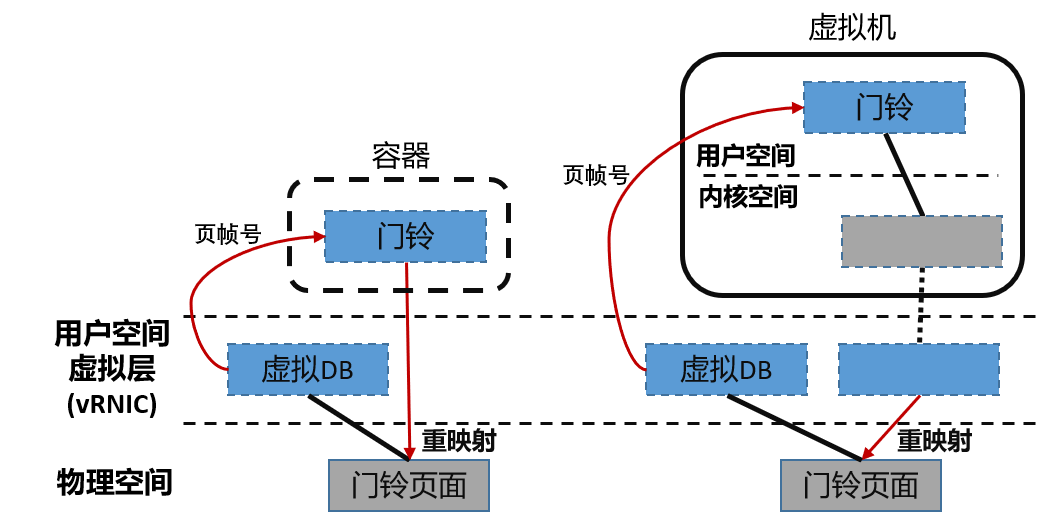 虚拟机
门铃
用户空间
内核空间
页帧号
容器
门铃
页帧号
用户空间
虚拟层
(vRNIC)
虚拟DB
虚拟DB
重映射
重映射
物理空间
门铃页面
门铃页面